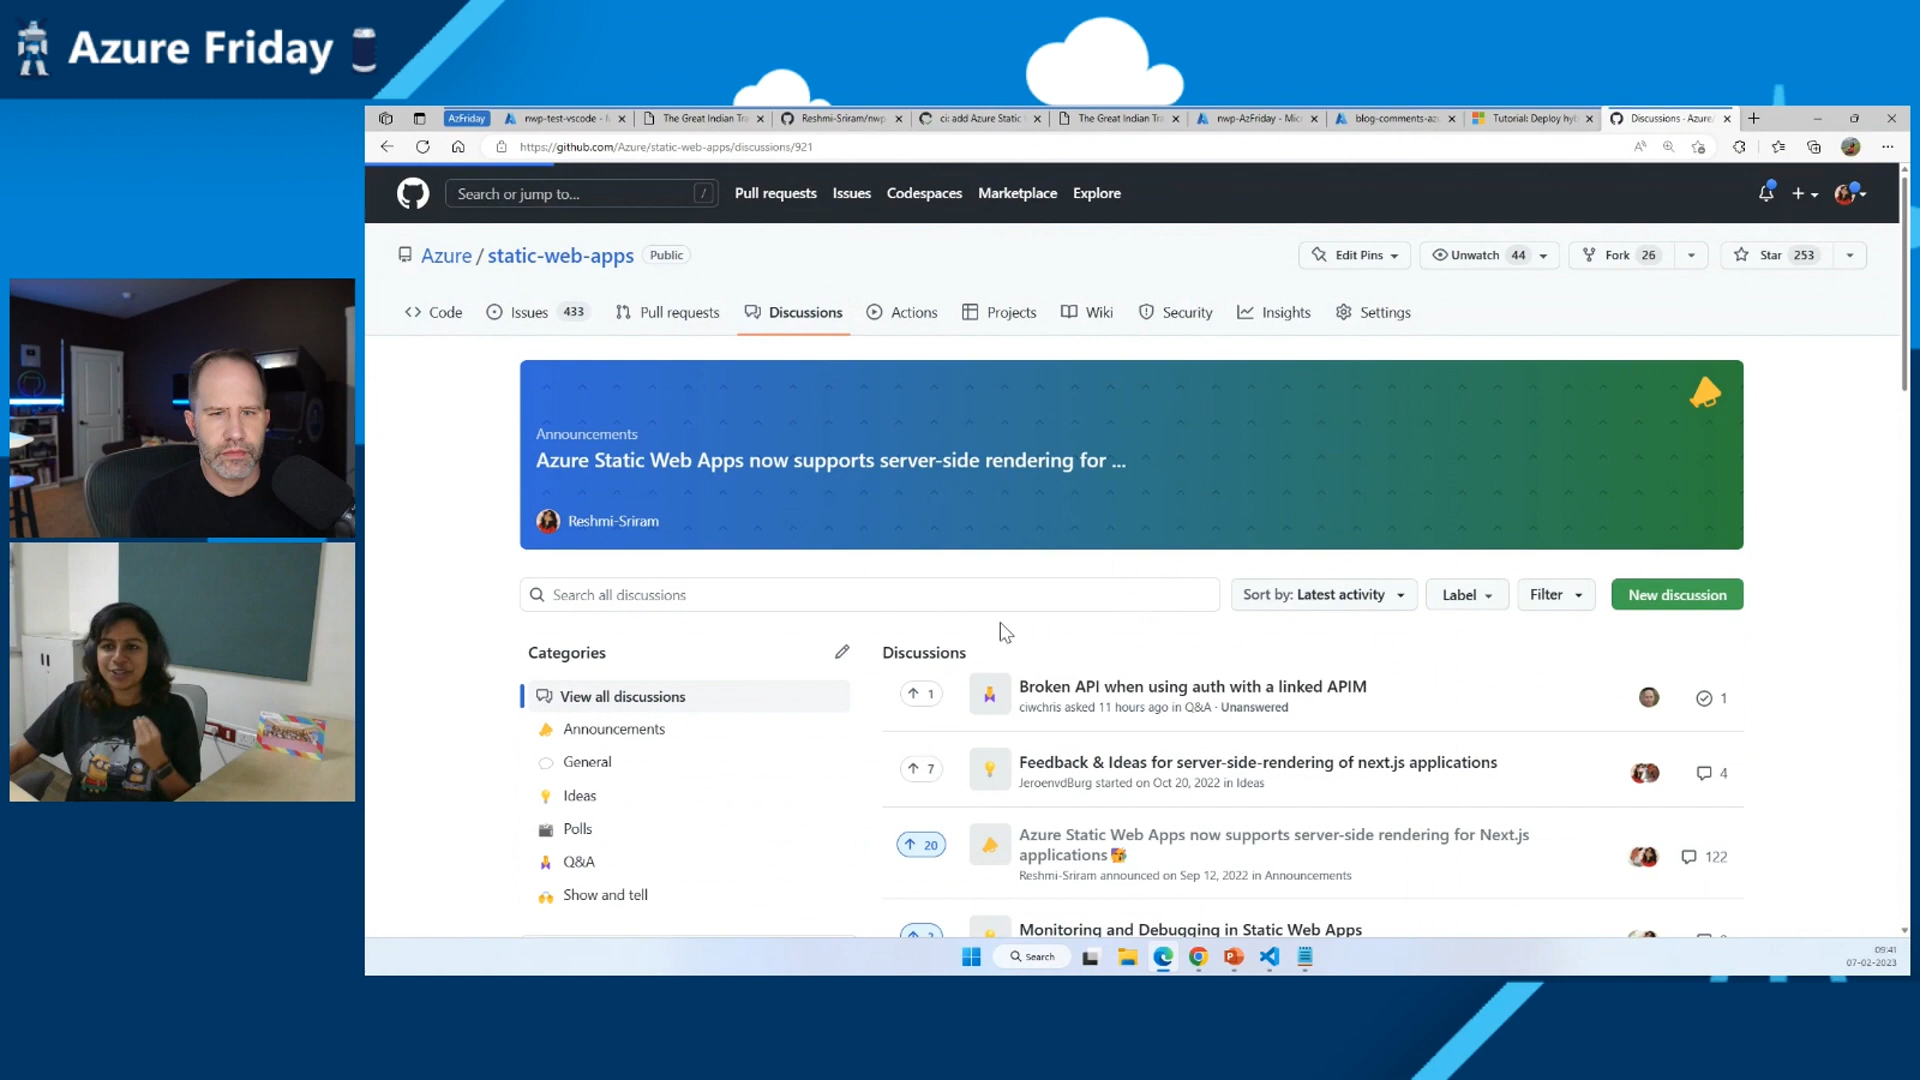 Azure Friday
AzFriday
nwp-test-vscode -
The Great Indian Tra
Reshmi-Sriram/nwp
ci: add Azure Static
The Great Indian Tra
nwp-AzFriday - Mic
blog-comments-az
Tutorial: Deploy hyb
Discussions - Azure/
https://github.com/Azure/static-web-apps/discussions/921
Search or jump to... /
Pull requests Issues Codespaces Marketplace Explore
Azure / static-web-apps Public
Edit Pins Unwatch 44 Fork 26 Star 253
Code Issues 433 Pull requests Discussions Actions Projects Wiki Security Insights Settings
Announcements
Azure Static Web Apps now supports server-side rendering for ...
Reshmi-Sriram
Search all discussions Sort by: Latest activity Label Filter New discussion
Categories
View all discussions
Announcements
General
Ideas
Polls
Q&A
Show and tell
Discussions
1 Broken API when using auth with a linked APIM 1
ciwchris asked 11 hours ago in Q&A · Unanswered
7 Feedback & Ideas for server-side-rendering of next.js applications 4
JeroenvdBurg started on Oct 20, 2022 in Ideas
20 Azure Static Web Apps now supports server-side rendering for Next.js
applications 122
Reshmi-Sriram announced on Sep 12, 2022 in Announcements
Monitoring and Debugging in Static Web Apps
Search
09:41
07-02-2023